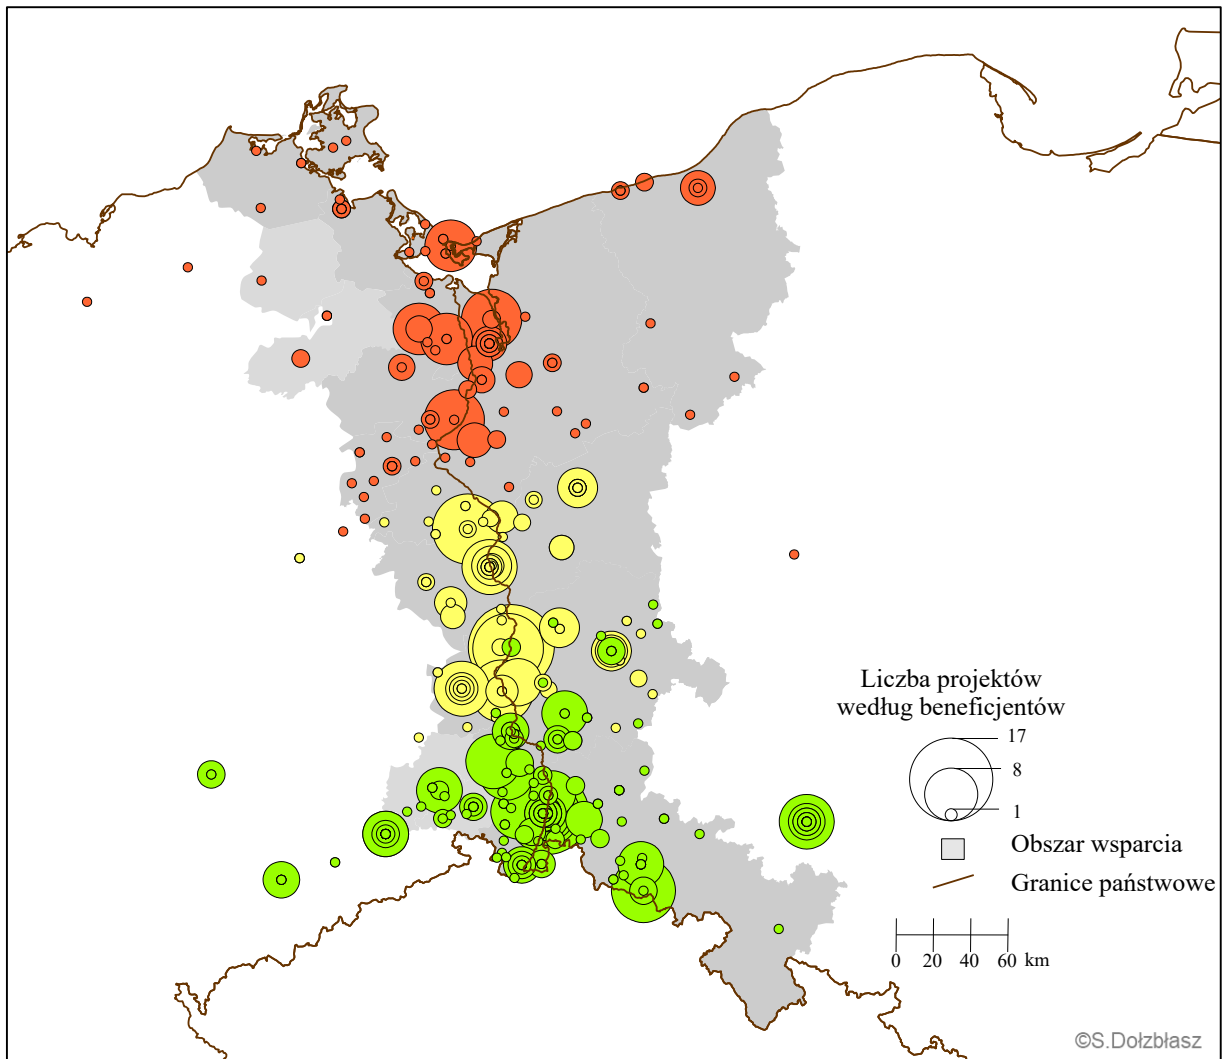 Liczba projektów
według beneficjentów
17
8
1
Obszar wsparcia
Granice państwowe
0 20 40 60 km
©S.Dołzbłasz